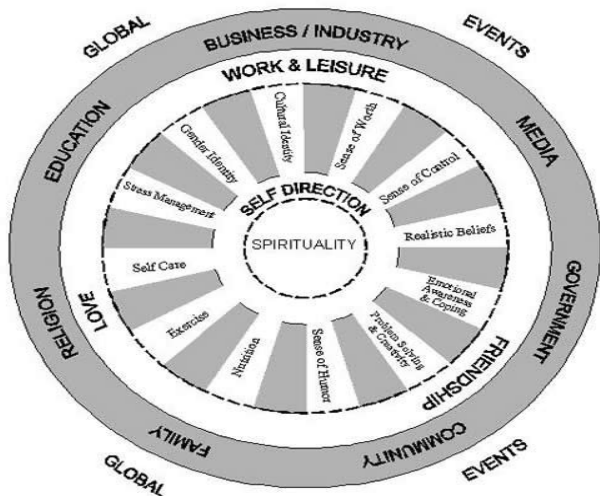 GLOBAL
EVENTS
BUSINESS / INDUSTRY
MEDIA
GOVERNMENT
COMMUNITY
FAMILY
RELIGION
EDUCATION
WORK & LEISURE
FRIENDSHIP
LOVE
Cultural Identity
Sense of Worth
Sense of Control
Realistic Beliefs
Emotional
Awareness
& Coping
Problem Solving
& Creativity
Sense of Humor
Nutrition
Exercise
Self Care
Stress Management
Gender Identity
SELF DIRECTION
SPIRITUALITY
GLOBAL
EVENTS